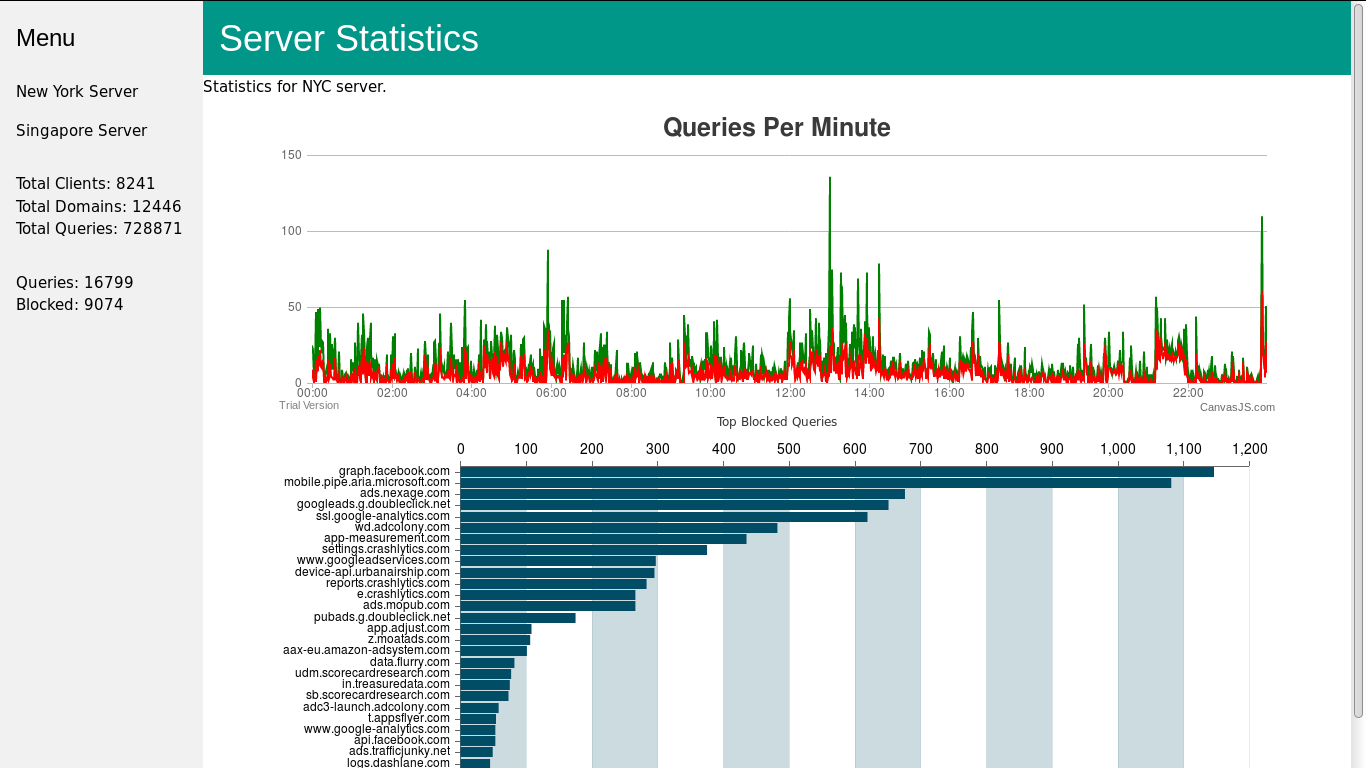 Menu
New York Server
Singapore Server
Total Clients: 8241
Total Domains: 12446
Total Queries: 728871
Queries: 16799
Blocked: 9074
Server Statistics
Statistics for NYC server.
Queries Per Minute
150
100
50
0
00:00 02:00 04:00 06:00 08:00 10:00 12:00 14:00 16:00 18:00 20:00 22:00
Trial Version CanvasJS.com
Top Blocked Queries
0 100 200 300 400 500 600 700 800 900 1,000 1,100 1,200
graph.facebook.com
mobile.pipe.aria.microsoft.com
ads.nexage.com
googleads.g.doubleclick.net
ssl.google-analytics.com
wd.adcolony.com
app-measurement.com
settings.crashlytics.com
www.googleadservices.com
device-api.urbanairship.com
reports.crashlytics.com
e.crashlytics.com
ads.mopub.com
pubads.g.doubleclick.net
app.adjust.com
z.moatads.com
aax-eu.amazon-adsystem.com
data.flurry.com
udm.scorecardresearch.com
in.treasuredata.com
sb.scorecardresearch.com
adc3-launch.adcolony.com
t.appsflyer.com
www.google-analytics.com
api.facebook.com
ads.trafficjunky.net
logs.dashlane.com